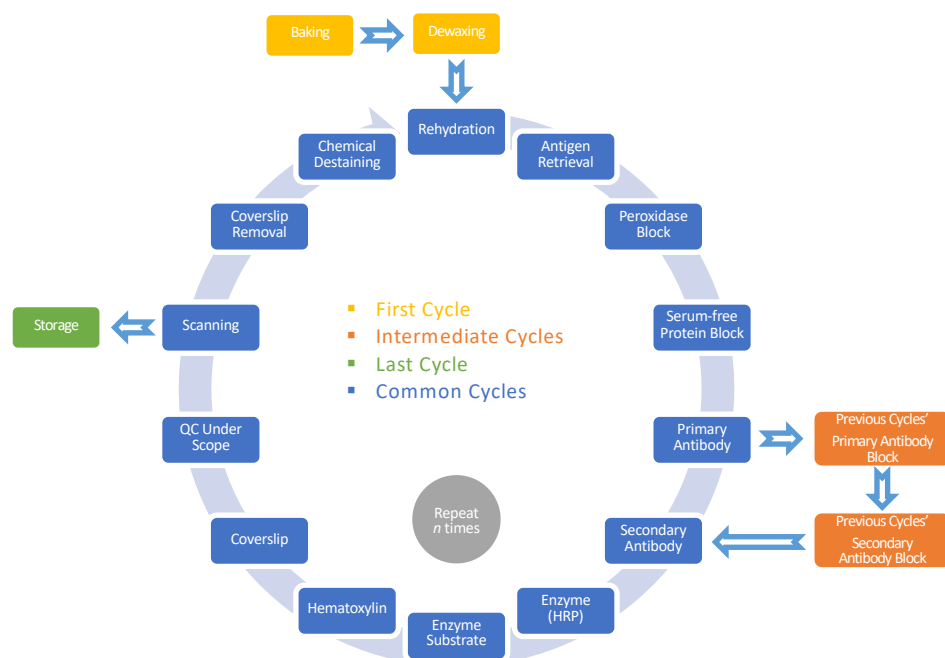 Baking
Dewaxing
Rehydration
Chemical
Destaining
Antigen
Retrieval
Coverslip
Removal
Peroxidase
Block
Storage
Scanning
First Cycle
Intermediate Cycles
Last Cycle
Common Cycles
Serum-free
Protein Block
QC Under
Scope
Primary
Antibody
Previous Cycles’
Primary Antibody
Block
Repeat
n times
Coverslip
Secondary
Antibody
Previous Cycles’
Secondary
Antibody Block
Hematoxylin
Enzyme
Substrate
Enzyme
(HRP)